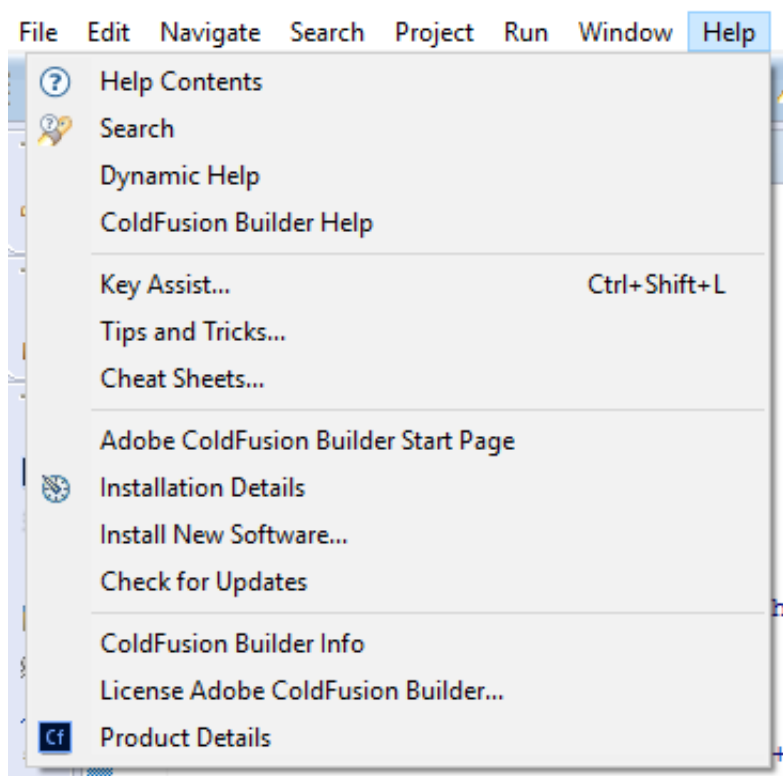 File Edit Navigate Search Project Run Window Help
Help Contents
Search
Dynamic Help
ColdFusion Builder Help
Key Assist... Ctrl+Shift+L
Tips and Tricks...
Cheat Sheets...
Adobe ColdFusion Builder Start Page
Installation Details
Install New Software...
Check for Updates
ColdFusion Builder Info
License Adobe ColdFusion Builder...
Cf Product Details